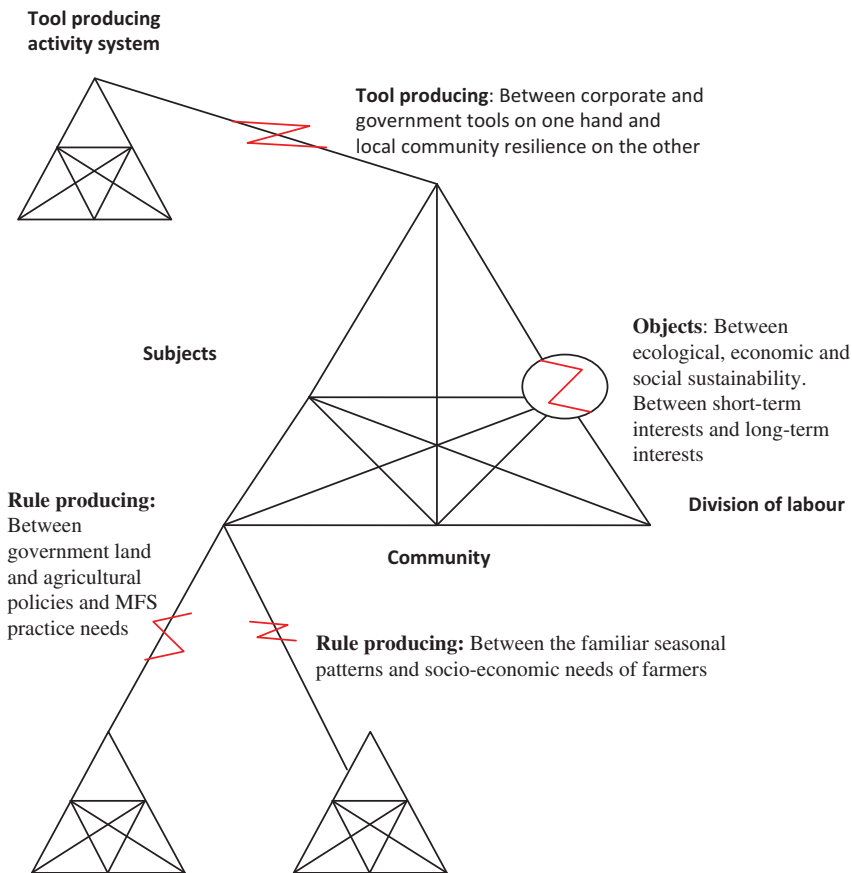 Tool producing
activity system
Tool producing: Between corporate and
government tools on one hand and
local community resilience on the other
Subjects
Objects: Between
ecological, economic and
social sustainability.
Between short-term
interests and long-term
interests
Rule producing:
Between
government land
and agricultural
policies and MFS
practice needs
Division of labour
Community
Rule producing: Between the familiar seasonal
patterns and socio-economic needs of farmers